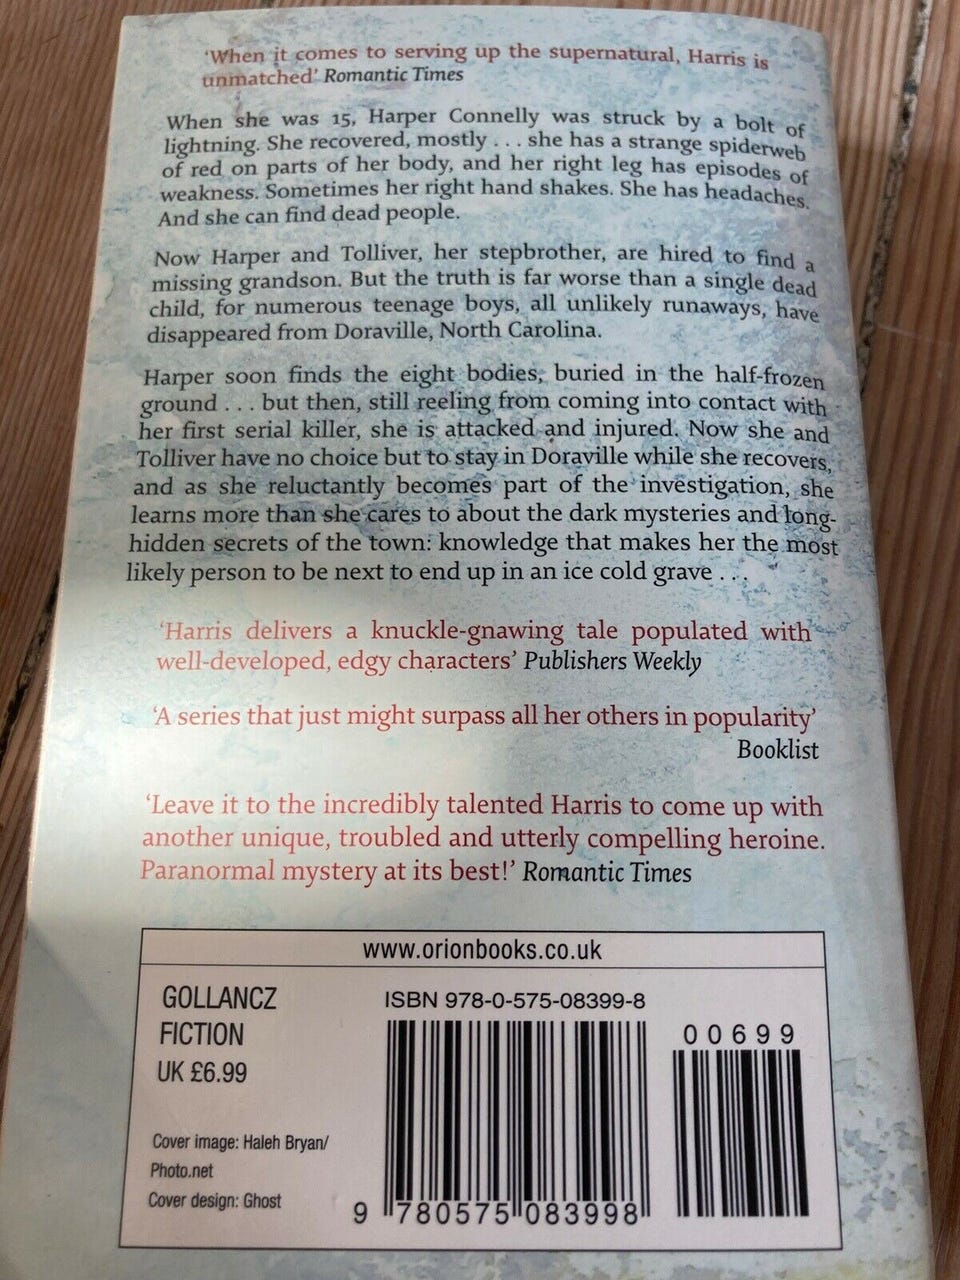 ‘When it comes to serving up the supernatural, Harris is
unmatched’ Romantic Times
When she was 15, Harper Connelly was struck by a bolt of
lightning. She recovered, mostly . . . she has a strange spiderweb
of red on parts of her body, and her right leg has episodes of
weakness. Sometimes her right hand shakes. She has headaches.
And she can find dead people.
Now Harper and Tolliver, her stepbrother, are hired to find a
missing grandson. But the truth is far worse than a single dead
child, for numerous teenage boys, all unlikely runaways, have
disappeared from Doraville, North Carolina.
Harper soon finds the eight bodies, buried in the half-frozen
ground . . . but then, still reeling from coming into contact with
her first serial killer, she is attacked and injured. Now she and
Tolliver have no choice but to stay in Doraville while she recovers,
and as she reluctantly becomes part of the investigation, she
learns more than she cares to about the dark mysteries and long-
hidden secrets of the town: knowledge that makes her the most
likely person to be next to end up in an ice cold grave . . .
‘Harris delivers a knuckle-gnawing tale populated with
well-developed, edgy characters’ Publishers Weekly
‘A series that just might surpass all her others in popularity’
Booklist
‘Leave it to the incredibly talented Harris to come up with
another unique, troubled and utterly compelling heroine.
Paranormal mystery at its best!’ Romantic Times
www.orionbooks.co.uk
GOLLANCZ
FICTION
UK £6.99
Cover image: Haleh Bryan/
Photo.net
Cover design: Ghost
ISBN 978-0-575-08399-8
00699
9 780575 083998